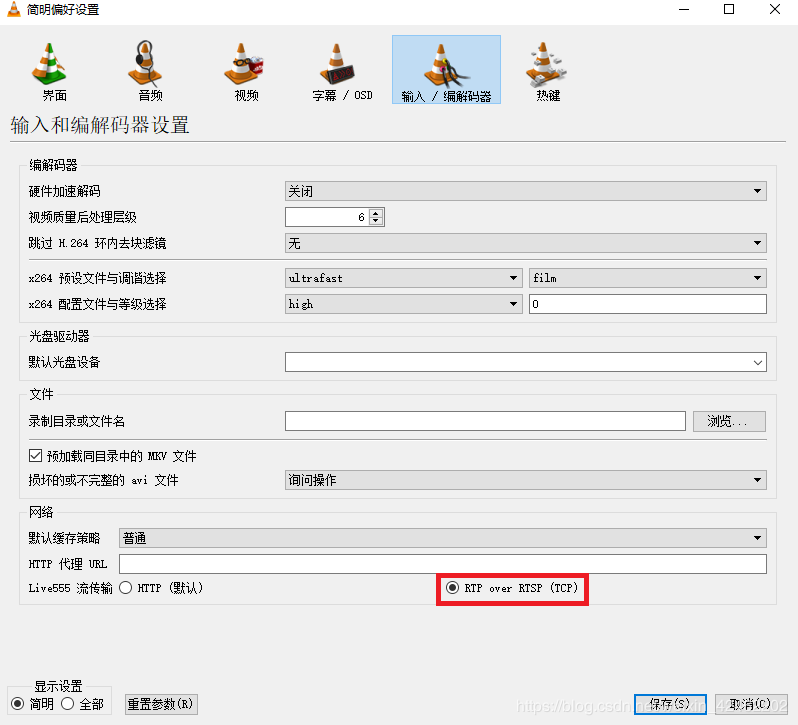 简明偏好设置
界面 音频 视频 字幕 / OSD 输入 / 编解码器 热键
输入和编解码器设置
编解码器
硬件加速解码 关闭
视频质量后处理层级 6
跳过 H.264 环内去块滤镜 无
x264 预设文件与调谐选择 ultrafast film
x264 配置文件与等级选择 high 0
光盘驱动器
默认光盘设备
文件
录制目录或文件名 浏览...
预加载同目录中的 MKV 文件
损坏的或不完整的 avi 文件 询问操作
网络
默认缓存策略 普通
HTTP 代理 URL
Live555 流传输 HTTP (默认) RTP over RTSP (TCP)
显示设置
简明 全部 重置参数(R) 保存(S) 取消(C)